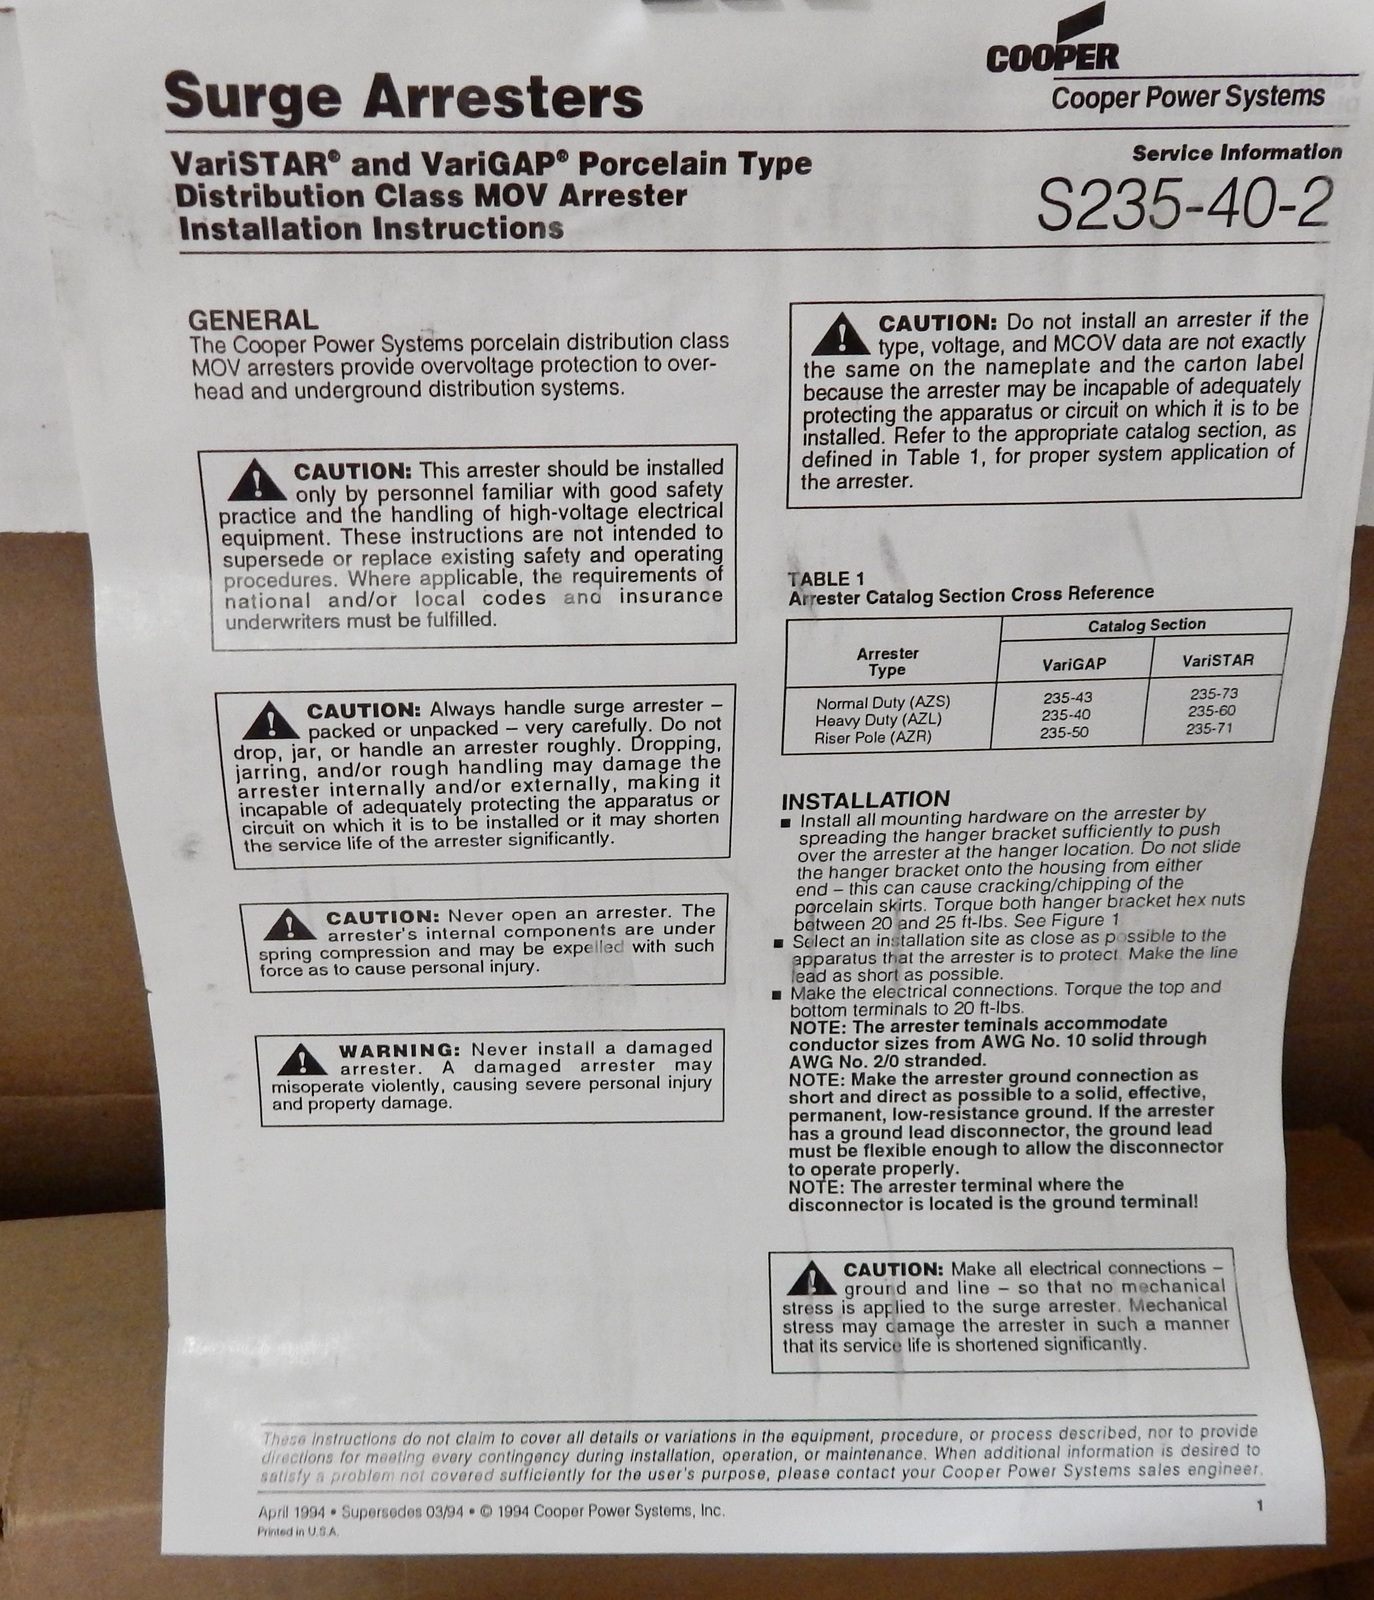 COOPER
Surge Arresters
Cooper Power Systems
VariSTAR® and VariGAP® Porcelain Type
Distribution Class MOV Arrester
Installation Instructions
Service Information
S235-40-2
GENERAL
The Cooper Power Systems porcelain distribution class
MOV arresters provide overvoltage protection to over-
head and underground distribution systems.
CAUTION: This arrester should be installed
only by personnel familiar with good safety
practice and the handling of high-voltage electrical
equipment. These instructions are not intended to
supersede or replace existing safety and operating
procedures. Where applicable, the requirements of
national and/or local codes and insurance
underwriters must be fulfilled.
CAUTION: Always handle surge arrester –
packed or unpacked – very carefully. Do not
drop, jar, or handle an arrester roughly. Dropping,
jarring, and/or rough handling may damage the
arrester internally and/or externally, making it
incapable of adequately protecting the apparatus or
circuit on which it is to be installed or it may shorten
the service life of the arrester significantly.
CAUTION: Never open an arrester. The
arrester's internal components are under
spring compression and may be expelled with such
force as to cause personal injury.
WARNING: Never install a damaged
arrester. A damaged arrester may
misoperate violently, causing severe personal injury
and property damage.
CAUTION: Do not install an arrester if the
type, voltage, and MCOV data are not exactly
the same on the nameplate and the carton label
because the arrester may be incapable of adequately
protecting the apparatus or circuit on which it is to be
installed. Refer to the appropriate catalog section, as
defined in Table 1, for proper system application of
the arrester.
TABLE 1
Arrester Catalog Section Cross Reference
Arrester
Type
Catalog Section
VariGAP VariSTAR
Normal Duty (AZS) 235-43 235-73
Heavy Duty (AZL) 235-40 235-60
Riser Pole (AZR) 235-50 235-71
INSTALLATION
■ Install all mounting hardware on the arrester by
spreading the hanger bracket sufficiently to push
over the arrester at the hanger location. Do not slide
the hanger bracket onto the housing from either
end – this can cause cracking/chipping of the
porcelain skirts. Torque both hanger bracket hex nuts
between 20 and 25 ft-lbs. See Figure 1
■ Select an installation site as close as possible to the
apparatus that the arrester is to protect. Make the line
lead as short as possible.
■ Make the electrical connections. Torque the top and
bottom terminals to 20 ft-lbs.
NOTE: The arrester teminals accommodate
conductor sizes from AWG No. 10 solid through
AWG No. 2/0 stranded.
NOTE: Make the arrester ground connection as
short and direct as possible to a solid, effective,
permanent, low-resistance ground. If the arrester
has a ground lead disconnector, the ground lead
must be flexible enough to allow the disconnector
to operate properly.
NOTE: The arrester terminal where the
disconnector is located is the ground terminal!
CAUTION: Make all electrical connections –
ground and line – so that no mechanical
stress is applied to the surge arrester. Mechanical
stress may damage the arrester in such a manner
that its service life is shortened significantly.
These instructions do not claim to cover all details or variations in the equipment, procedure, or process described, nor to provide
directions for meeting every contingency during installation, operation, or maintenance. When additional information is desired to
satisfy a problem not covered sufficiently for the user's purpose, please contact your Cooper Power Systems sales engineer.
April 1994 • Supersedes 03/94 • © 1994 Cooper Power Systems, Inc.
Printed in U.S.A.
1